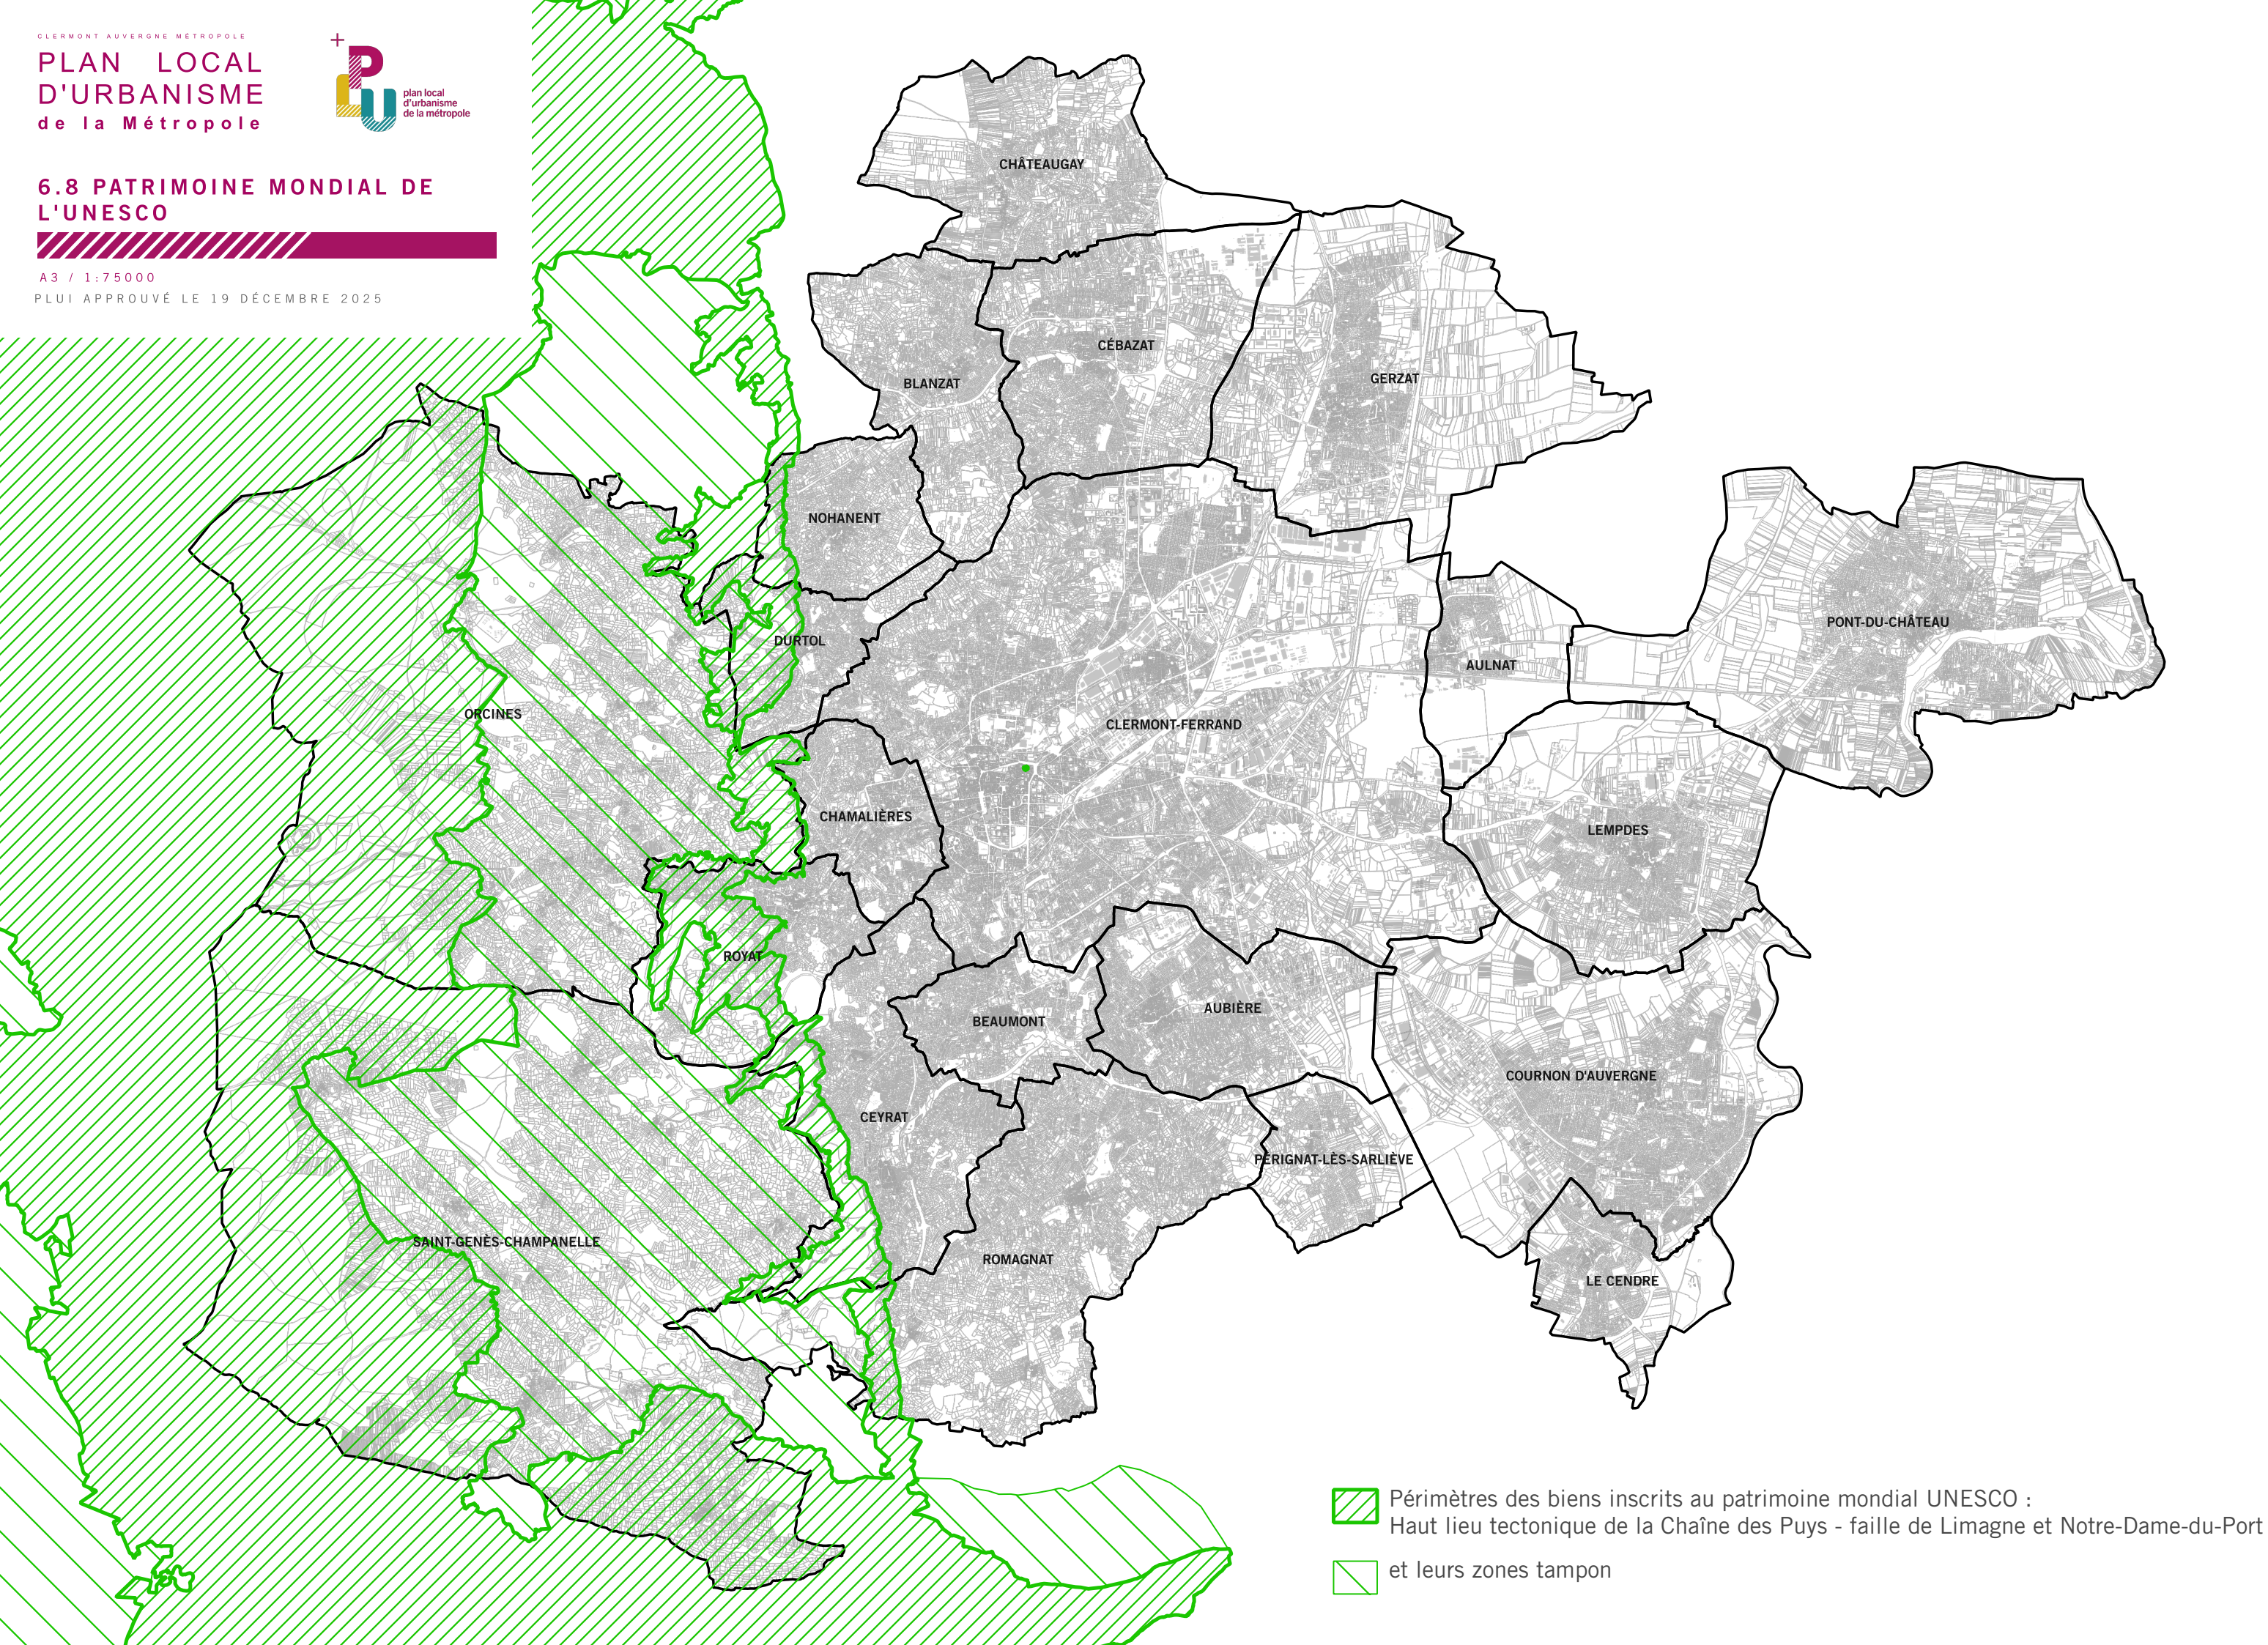 CLERMONT AUVERGNE MÉTROPOLE
PLAN LOCAL
D'URBANISME
de la Métropole
+
PLU
plan local
d'urbanisme
de la métropole
6.8 PATRIMOINE MONDIAL DE
L'UNESCO
A3 / 1:75000
PLUI APPROUVÉ LE 19 DÉCEMBRE 2025
CHÂTEAUGAY
CÉBAZAT
GERZAT
BLANZAT
NOHANENT
PONT-DU-CHÂTEAU
DURTOL
AULNAT
ORCINES
CLERMONT-FERRAND
CHAMALIÈRES
LEMPDES
ROYAT
AUBIÈRE
BEAUMONT
COURNON D'AUVERGNE
CEYRAT
PÉRIGNAT-LÈS-SARLIÈVE
SAINT-GENÈS-CHAMPANELLE
ROMAGNAT
LE CENDRE
Périmètres des biens inscrits au patrimoine mondial UNESCO :
Haut lieu tectonique de la Chaîne des Puys - faille de Limagne et Notre-Dame-du-Port
et leurs zones tampon